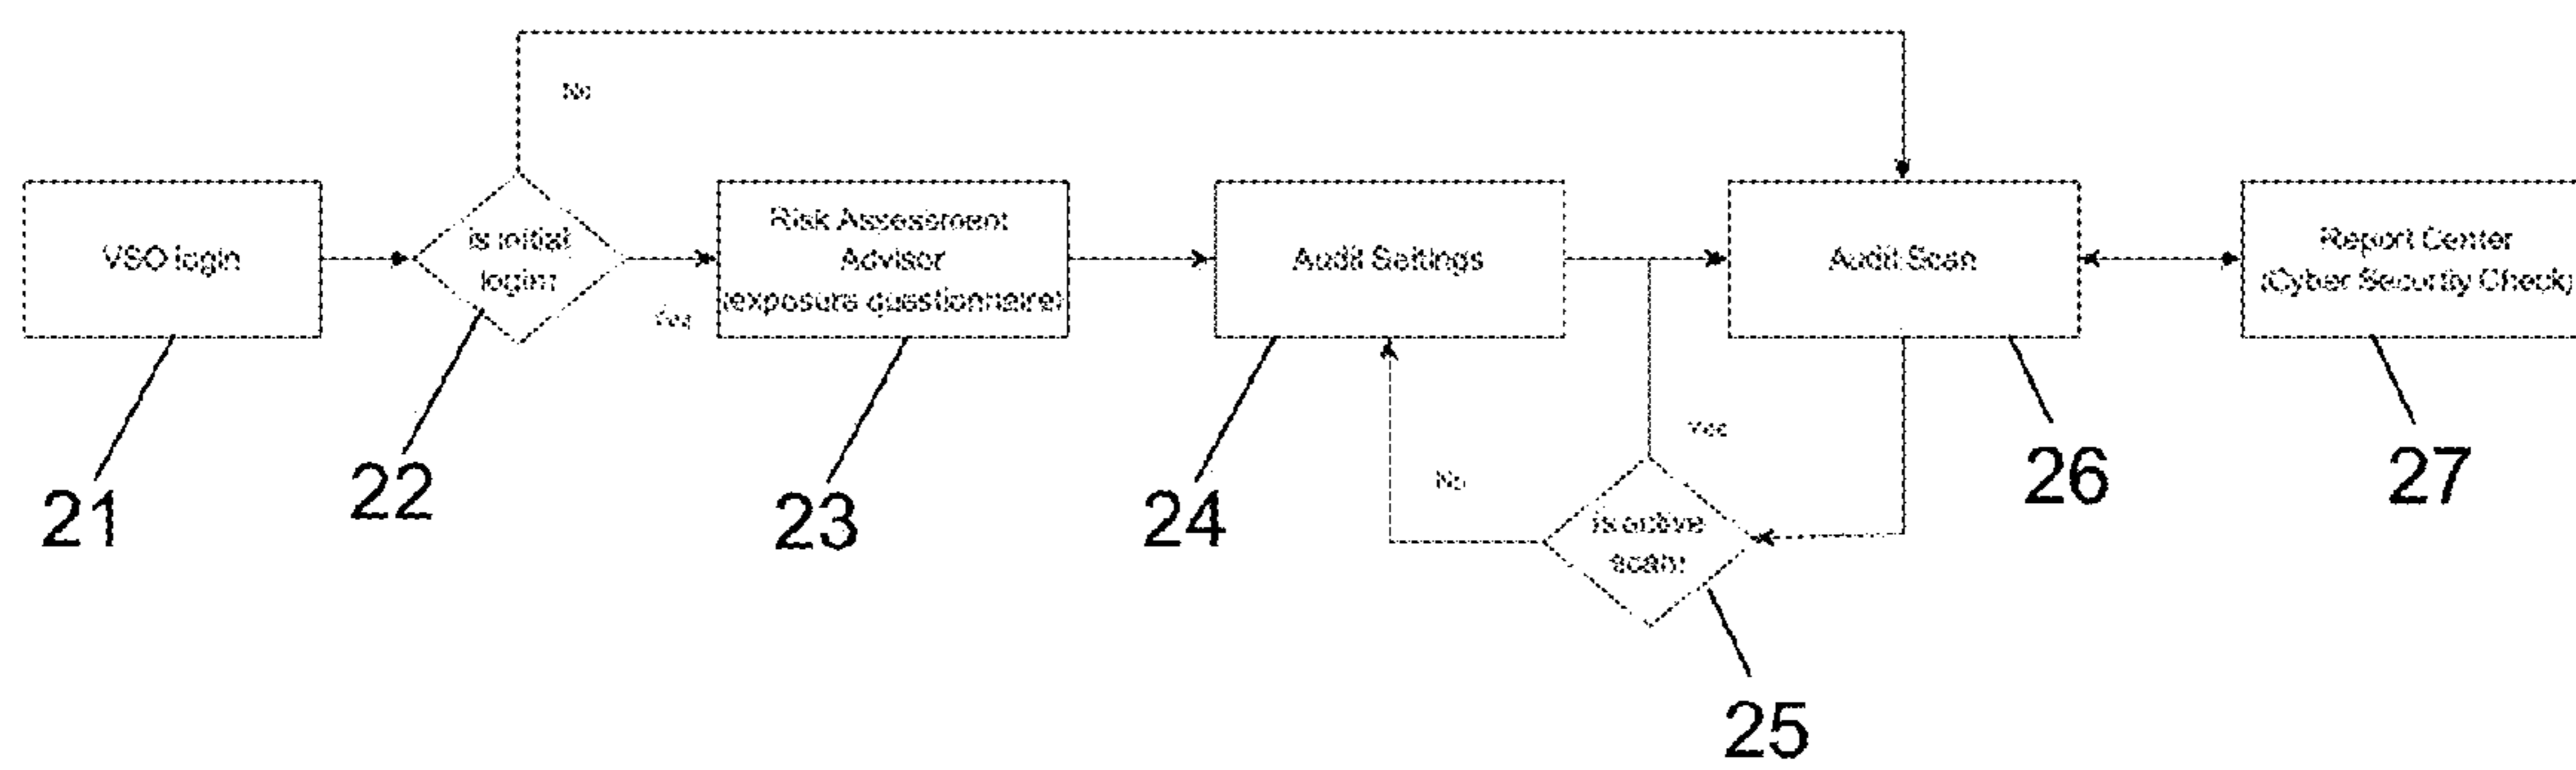 No
VSO login
is initial
login?
Yes
Risk Assessment
Advisor
(exposure questionnaire)
Audit Settings
Audit Scan
Report Center
(Cyber Security Check)
No
Yes
is active
scan?
21
22
23
24
25
26
27